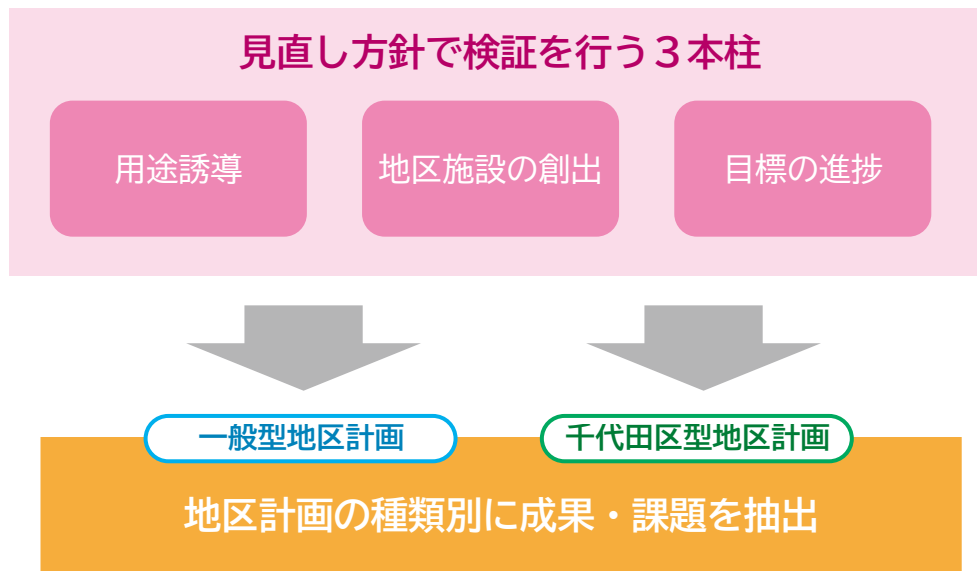 見直し方針で検証を行う３本柱
用途誘導
地区施設の創出
目標の進捗
一般型地区計画
千代田区型地区計画
地区計画の種類別に成果・課題を抽出